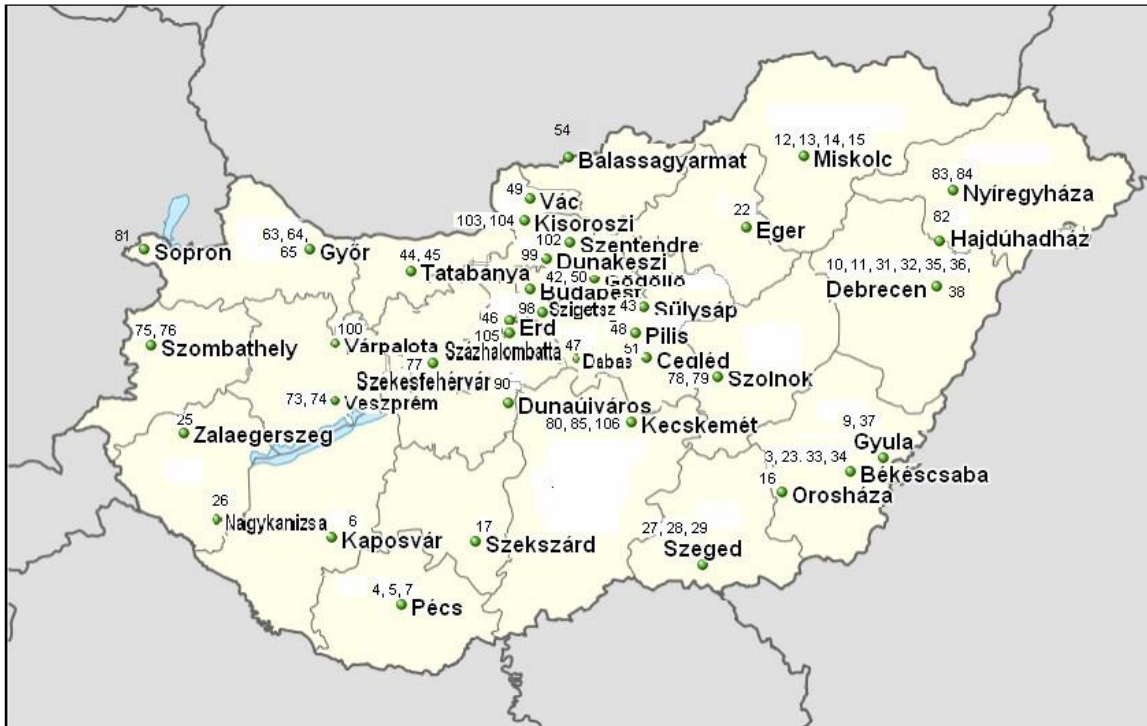 54
Balassagyarmat
12, 13, 14, 15
Miskolc
83, 84
Nyíregyháza
49
Vác
103, 104
Kisoroszi
22
Eger
82
Hajdúhadház
81
Sopron
63, 64,
65
Győr
102
Szentendre
99
Dunakeszi
44, 45
Tatabánya
42, 50
Gödöllő
Budapest
10, 11, 31, 32, 35, 36,
Debrecen
38
98
Szigetsz
43
Sülysáp
46
Érd
48
Pilis
75, 76
Szombathely
100
Várpalota
105
Százhalombatta
47
Dabas
51
Cegléd
77
Székesfehérvár
78, 79
Szolnok
73, 74
Veszprém
90
Dunaújváros
80, 85, 106
Kecskemét
25
Zalaegerszeg
9, 37
Gyula
3, 23. 33, 34
Békéscsaba
16
Orosháza
26
Nagykanizsa
6
Kaposvár
17
Szekszárd
27, 28, 29
Szeged
4, 5, 7
Pécs